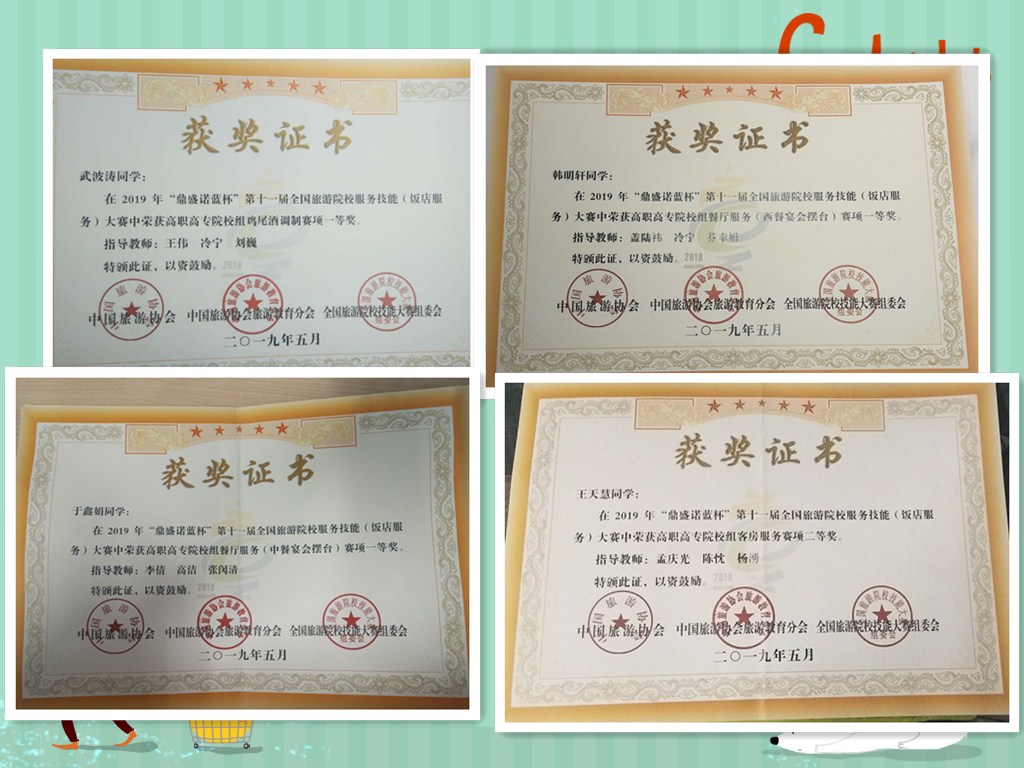 获奖证书
武波涛同学：
在 2019 年“鼎盛诺蓝杯”第十一届全国旅游院校服务技能（饭店服
务）大赛中荣获高职高专院校组鸡尾酒调制赛项一等奖。
指导教师：王伟 冷宁 刘巍
特颁此证，以资鼓励。
2019
中国旅游协会 中国旅游协会旅游教育分会 全国旅游院校技能大赛组委会
二〇一九年五月
获奖证书
韩明轩同学：
在 2019 年“鼎盛诺蓝杯”第十一届全国旅游院校服务技能（饭店服
务）大赛中荣获高职高专院校组餐厅服务（西餐宴会摆台）赛项一等奖。
指导教师：盖陆祎 冷宁 芬幸娟
特颁此证，以资鼓励。
2019
中国旅游协会 中国旅游协会旅游教育分会 全国旅游院校技能大赛组委会
二〇一九年五月
获奖证书
于鑫娟同学：
在 2019 年“鼎盛诺蓝杯”第十一届全国旅游院校服务技能（饭店服
务）大赛中荣获高职高专院校组餐厅服务（中餐宴会摆台）赛项一等奖。
指导教师：李倩 高洁 张闵清
特颁此证，以资鼓励。
2019
中国旅游协会 中国旅游协会旅游教育分会 全国旅游院校技能大赛组委会
二〇一九年五月
获奖证书
王天慧同学：
在 2019 年“鼎盛诺蓝杯”第十一届全国旅游院校服务技能（饭店服
务）大赛中荣获高职高专院校组客房服务赛项二等奖。
指导教师：孟庆光 陈忱 杨涛
特颁此证，以资鼓励。
2019
中国旅游协会 中国旅游协会旅游教育分会 全国旅游院校技能大赛组委会
二〇一九年五月